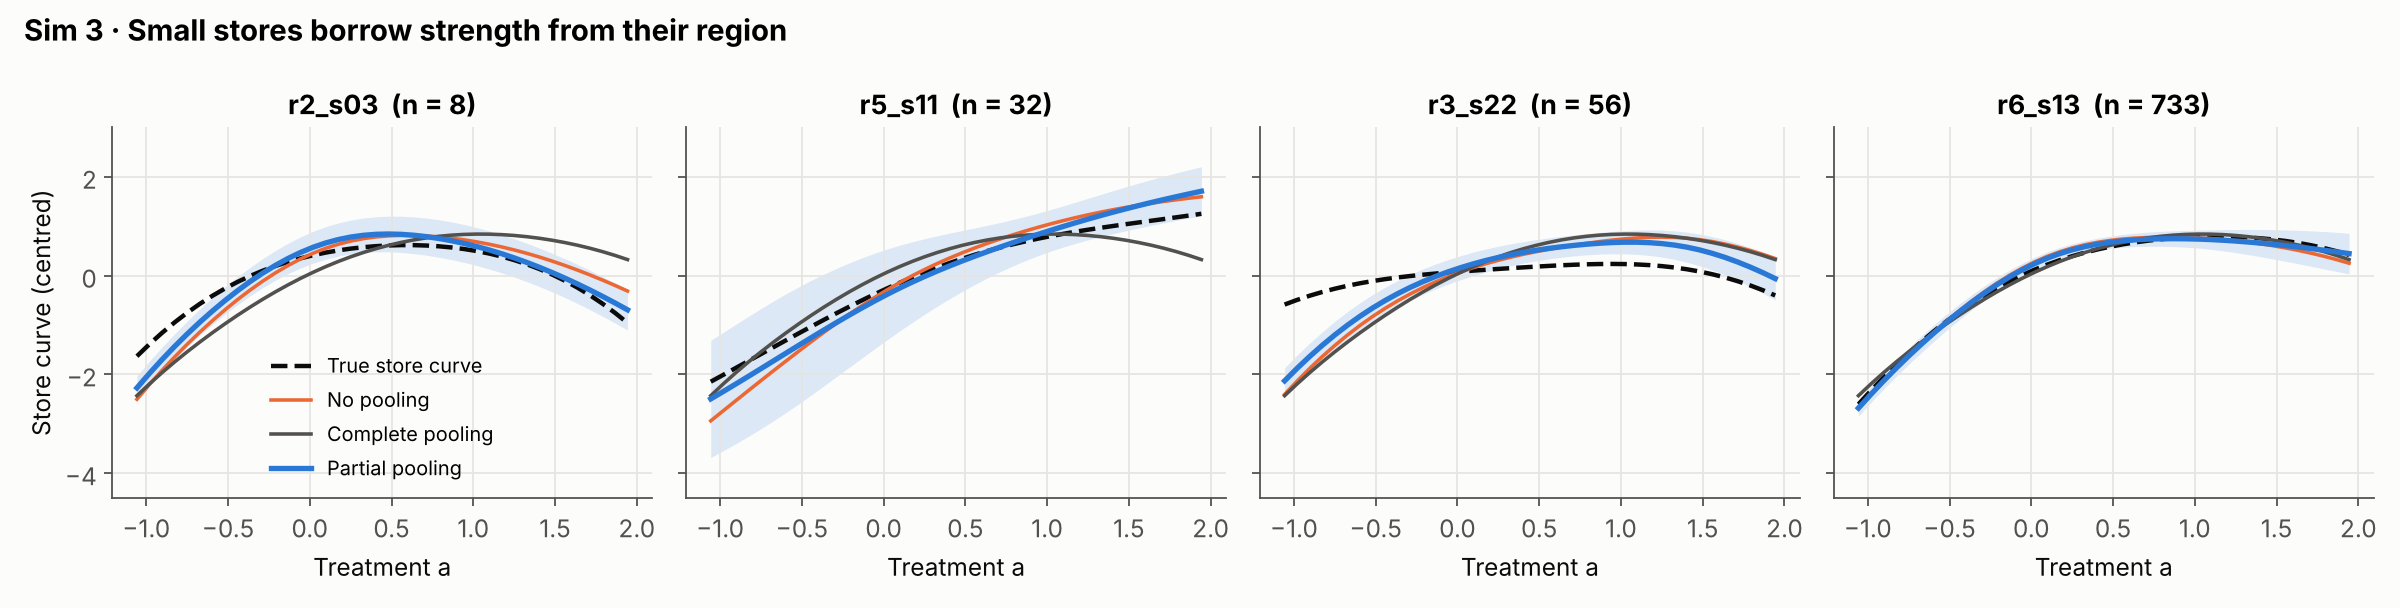 Sim 3 · Small stores borrow strength from their region
r2_s03 (n = 8)
r5_s11 (n = 32)
r3_s22 (n = 56)
r6_s13 (n = 733)
Store curve (centred)
2
0
−2
−4
True store curve
No pooling
Complete pooling
Partial pooling
−1.0 −0.5 0.0 0.5 1.0 1.5 2.0
−1.0 −0.5 0.0 0.5 1.0 1.5 2.0
−1.0 −0.5 0.0 0.5 1.0 1.5 2.0
−1.0 −0.5 0.0 0.5 1.0 1.5 2.0
Treatment a
Treatment a
Treatment a
Treatment a